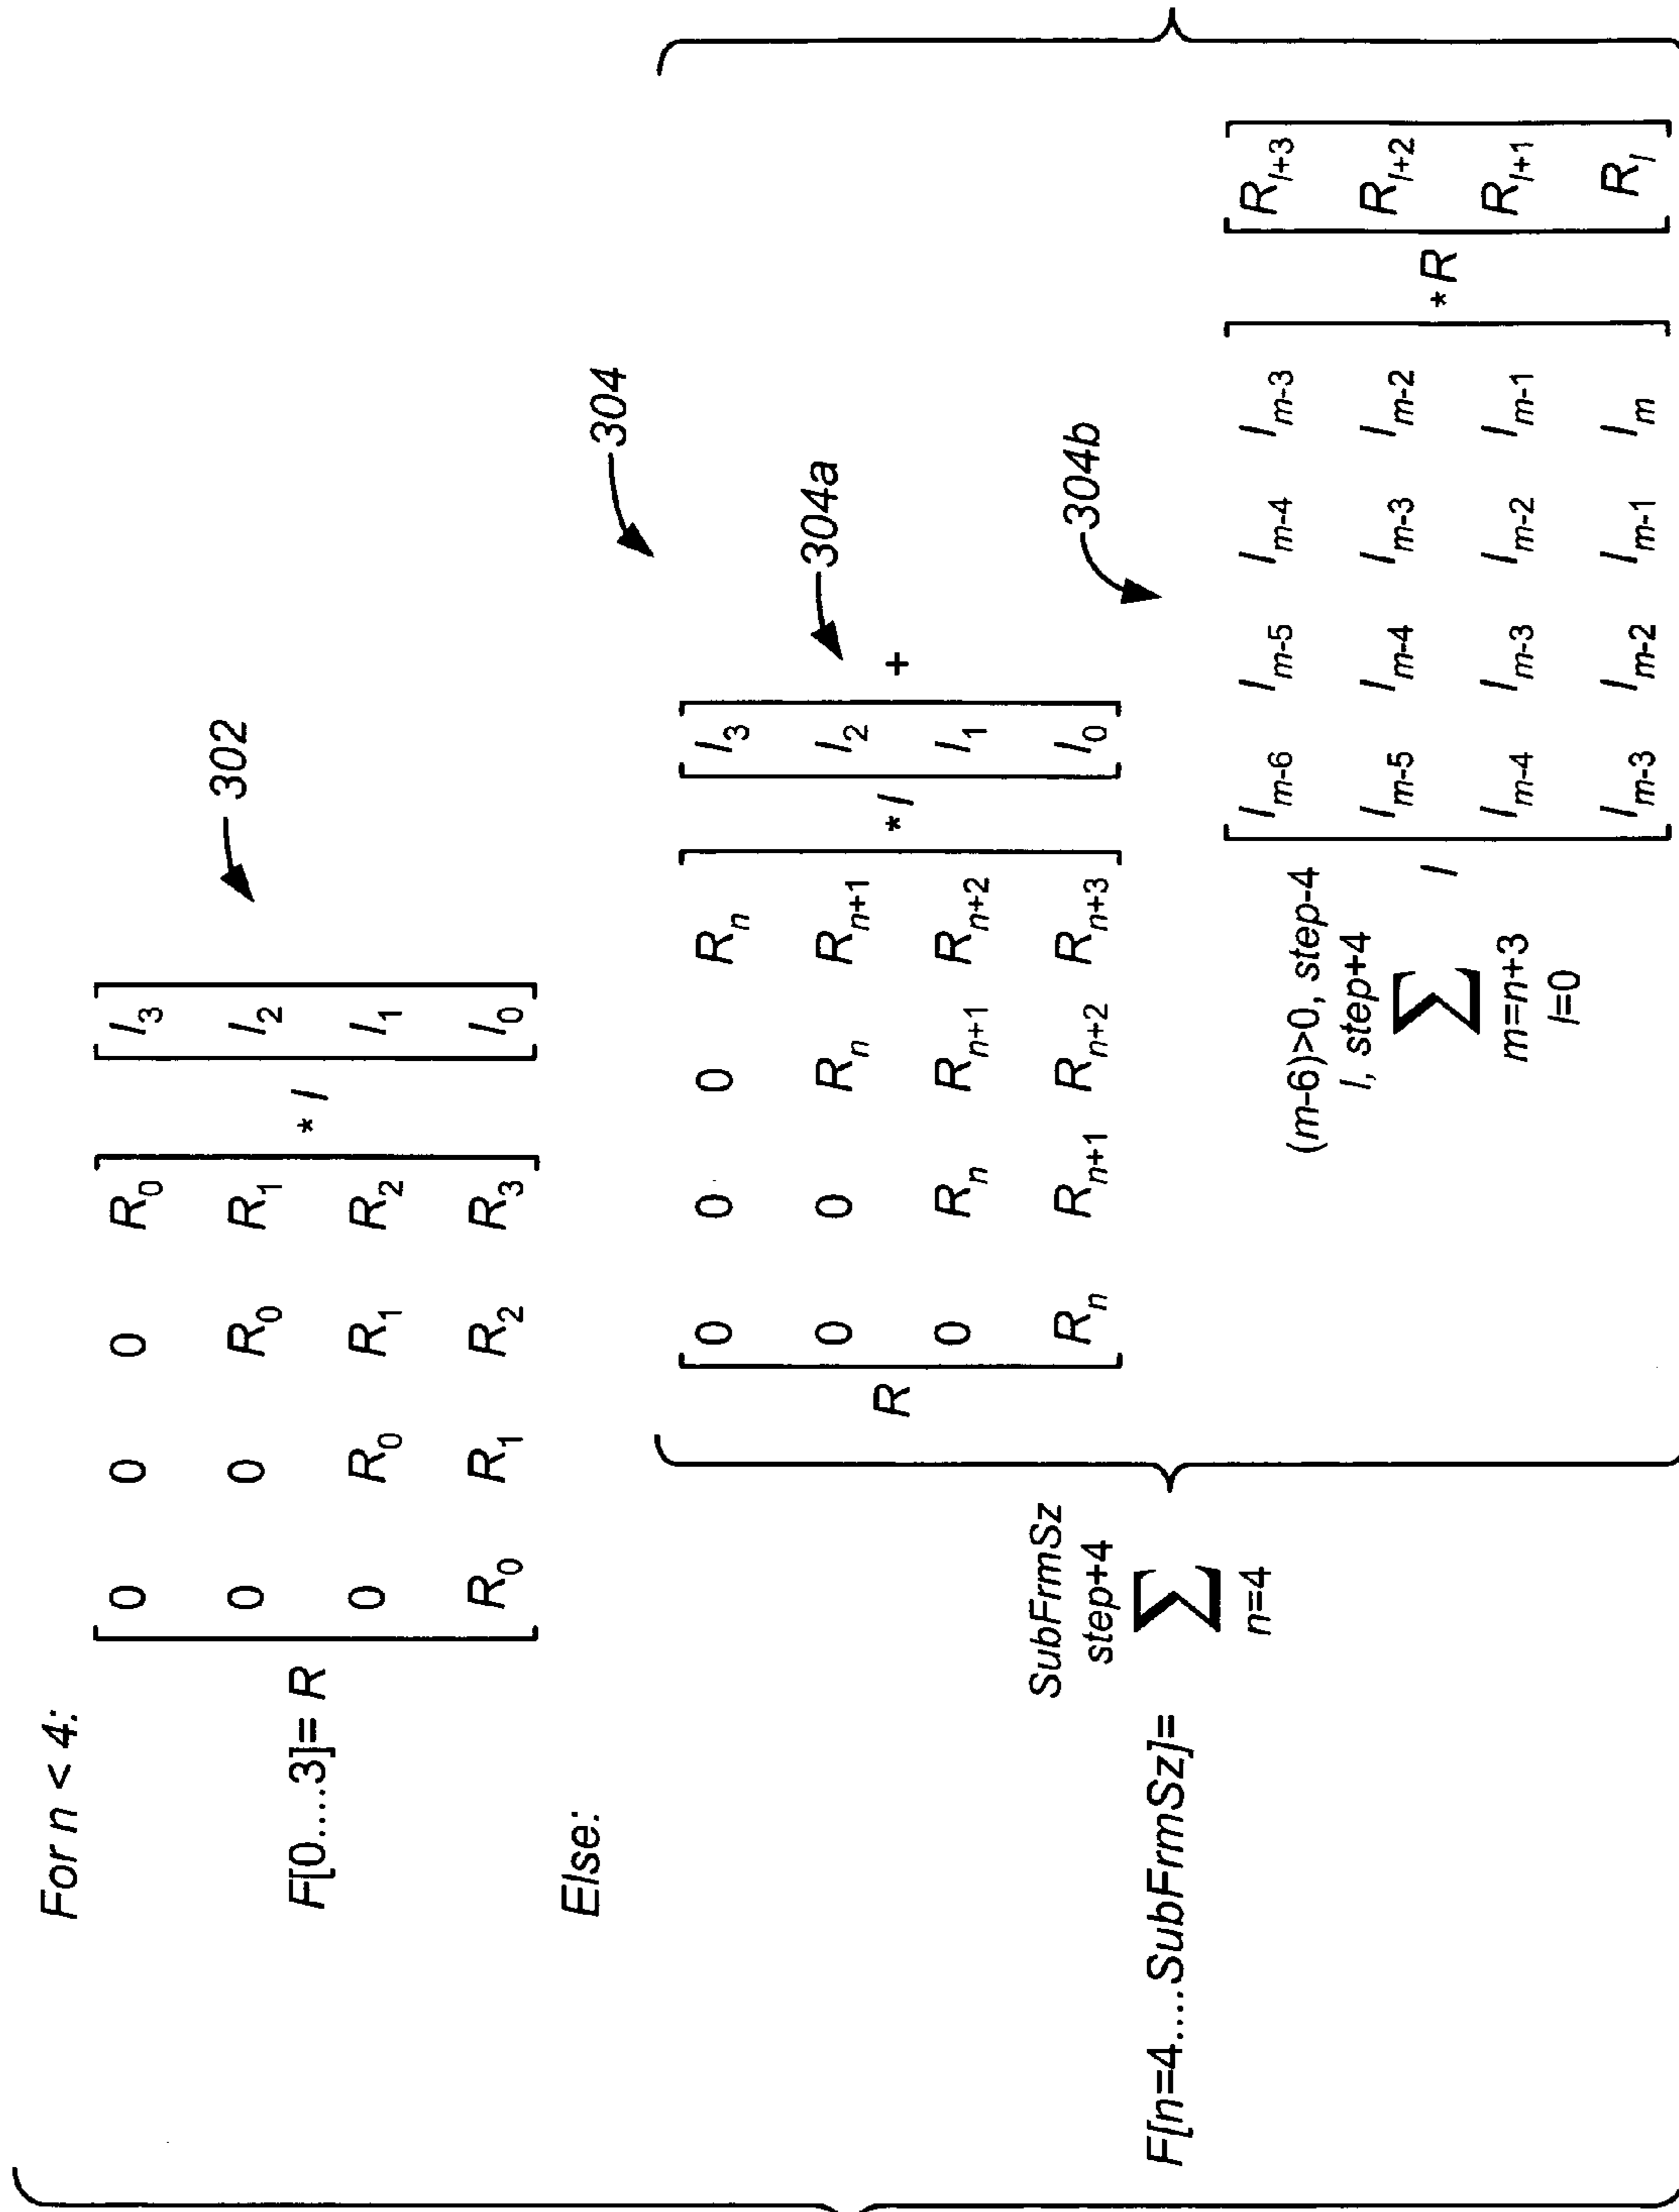 For n < 4:
302
0 0 0 R₀ I₃
0 0 R₀ R₁ I₂
F[0....3]= R * I
0 R₀ R₁ R₂ I₁
R₀ R₁ R₂ R₃ I₀
Else:
304
0 0 0 Rₙ I₃
304a
0 0 Rₙ Rₙ₊₁ I₂
R * I +
0 Rₙ Rₙ₊₁ Rₙ₊₂ I₁
Rₙ Rₙ₊₁ Rₙ₊₂ Rₙ₊₃ I₀
304b
SubFrmSz
step+4
F[n=4.....SubFrmSz]= ∑
n=4
(m-6)>0, step-4
l, step+4
∑ I * R
m=n+3
l=0
Iₘ₋₆ Iₘ₋₅ Iₘ₋₄ Iₘ₋₃ Rₗ₊₃
Iₘ₋₅ Iₘ₋₄ Iₘ₋₃ Iₘ₋₂ Rₗ₊₂
Iₘ₋₄ Iₘ₋₃ Iₘ₋₂ Iₘ₋₁ Rₗ₊₁
Iₘ₋₃ Iₘ₋₂ Iₘ₋₁ Iₘ Rₗ